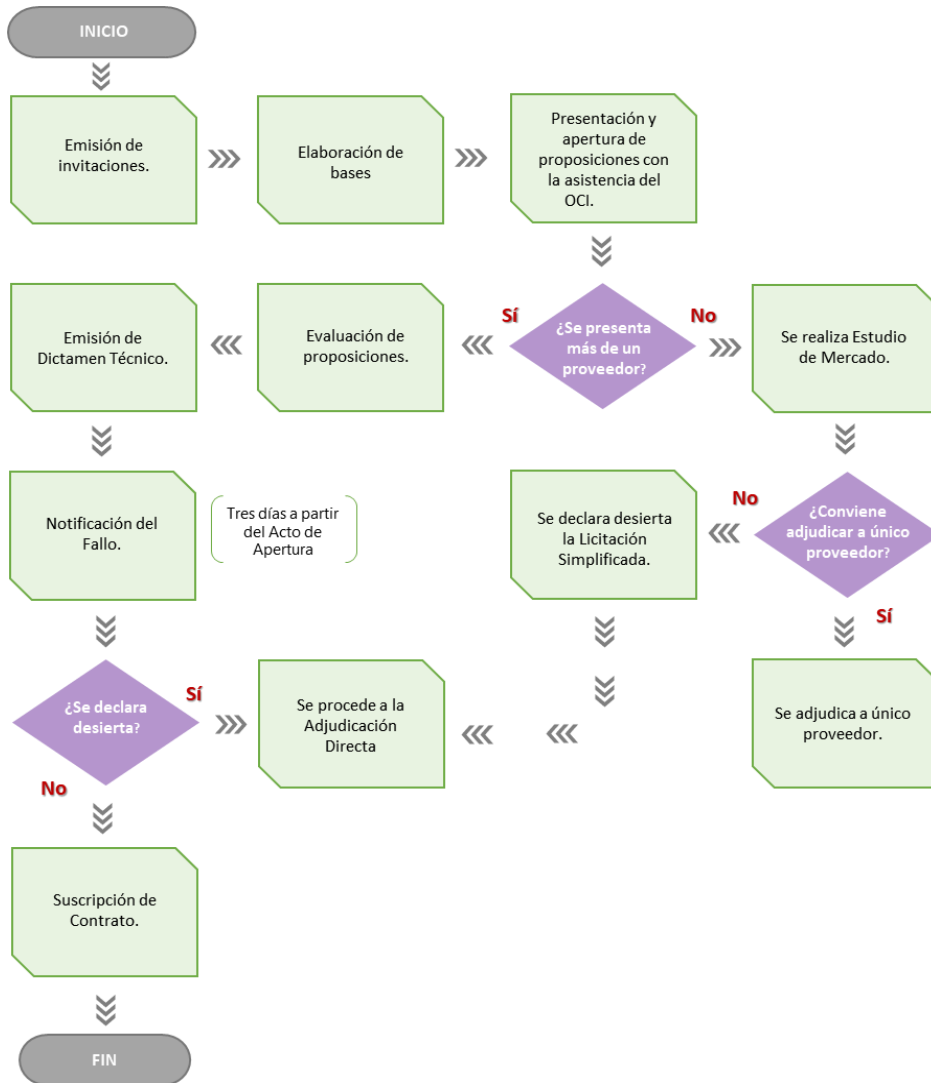 INICIO
Emisión de
invitaciones.
Elaboración de
bases
Presentación y
apertura de
proposiciones con
la asistencia del
OCI.
Emisión de
Dictamen Técnico.
Evaluación de
proposiciones.
Sí
¿Se presenta
más de un
proveedor?
No
Se realiza Estudio
de Mercado.
Notificación del
Fallo.
Tres días a partir
del Acto de
Apertura
Se declara desierta
la Licitación
Simplificada.
No
¿Conviene
adjudicar a único
proveedor?
Sí
¿Se declara
desierta?
Sí
Se procede a la
Adjudicación
Directa
Se adjudica a único
proveedor.
No
Suscripción de
Contrato.
FIN